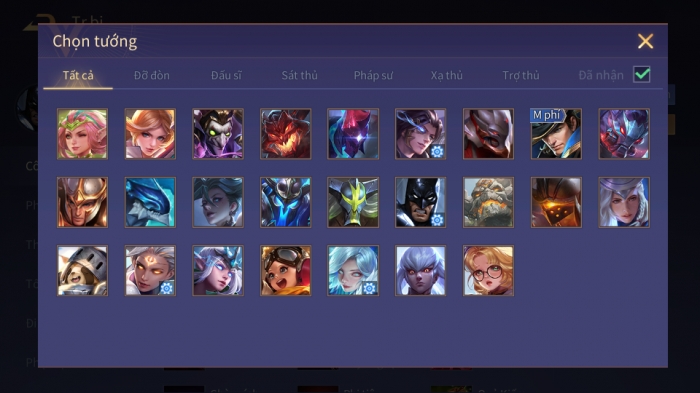 Chọn tướng
Tất cả Đỡ đòn Đấu sĩ Sát thủ Pháp sư Xạ thủ Trợ thủ Đã nhận
M phí